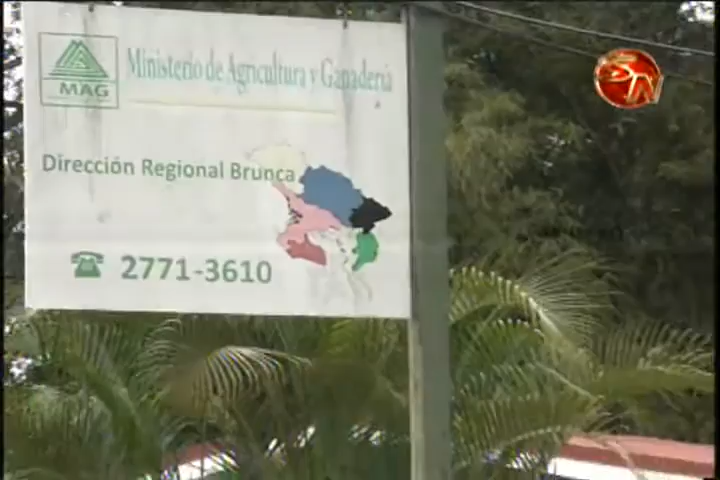 MAG
Ministerio de Agricultura y Ganadería
Dirección Regional Brunca
2771-3610